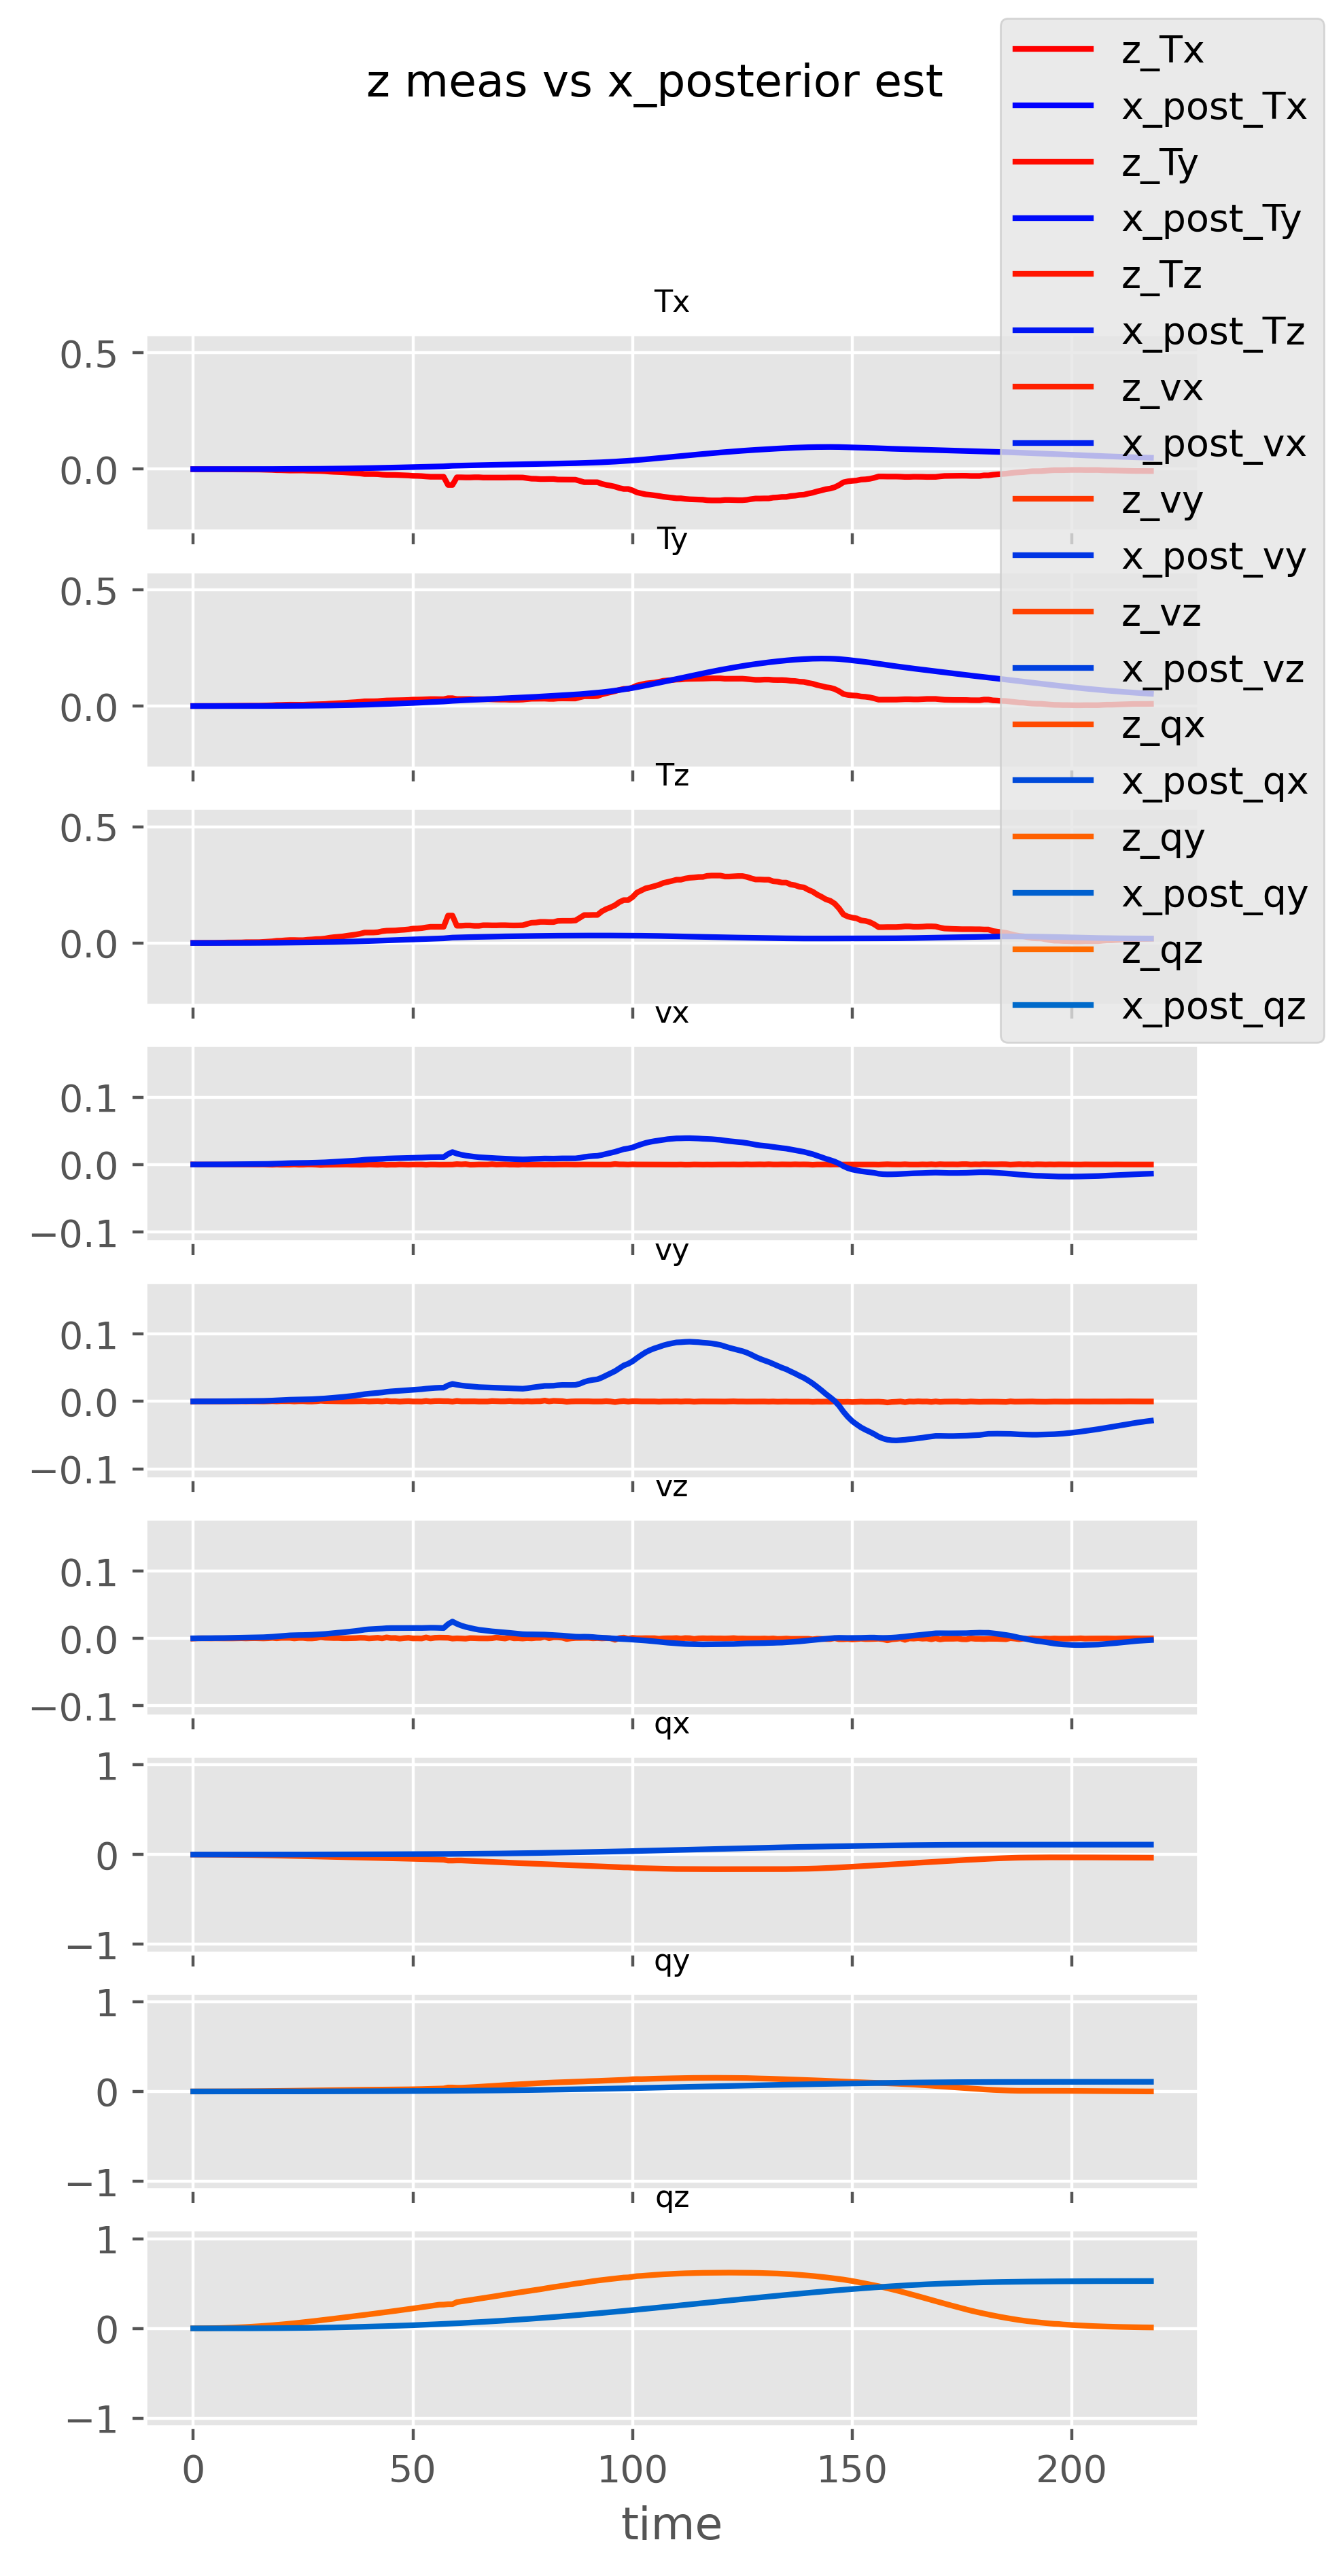 z meas vs x_posterior est
z_Tx
x_post_Tx
z_Ty
x_post_Ty
z_Tz
x_post_Tz
z_vx
x_post_vx
z_vy
x_post_vy
z_vz
x_post_vz
z_qx
x_post_qx
z_qy
x_post_qy
z_qz
x_post_qz
Tx
0.5
0.0
Ty
0.5
0.0
Tz
0.5
0.0
vx
0.1
0.0
−0.1
vy
0.1
0.0
−0.1
vz
0.1
0.0
−0.1
qx
1
0
−1
qy
1
0
−1
qz
1
0
−1
0 50 100 150 200
time